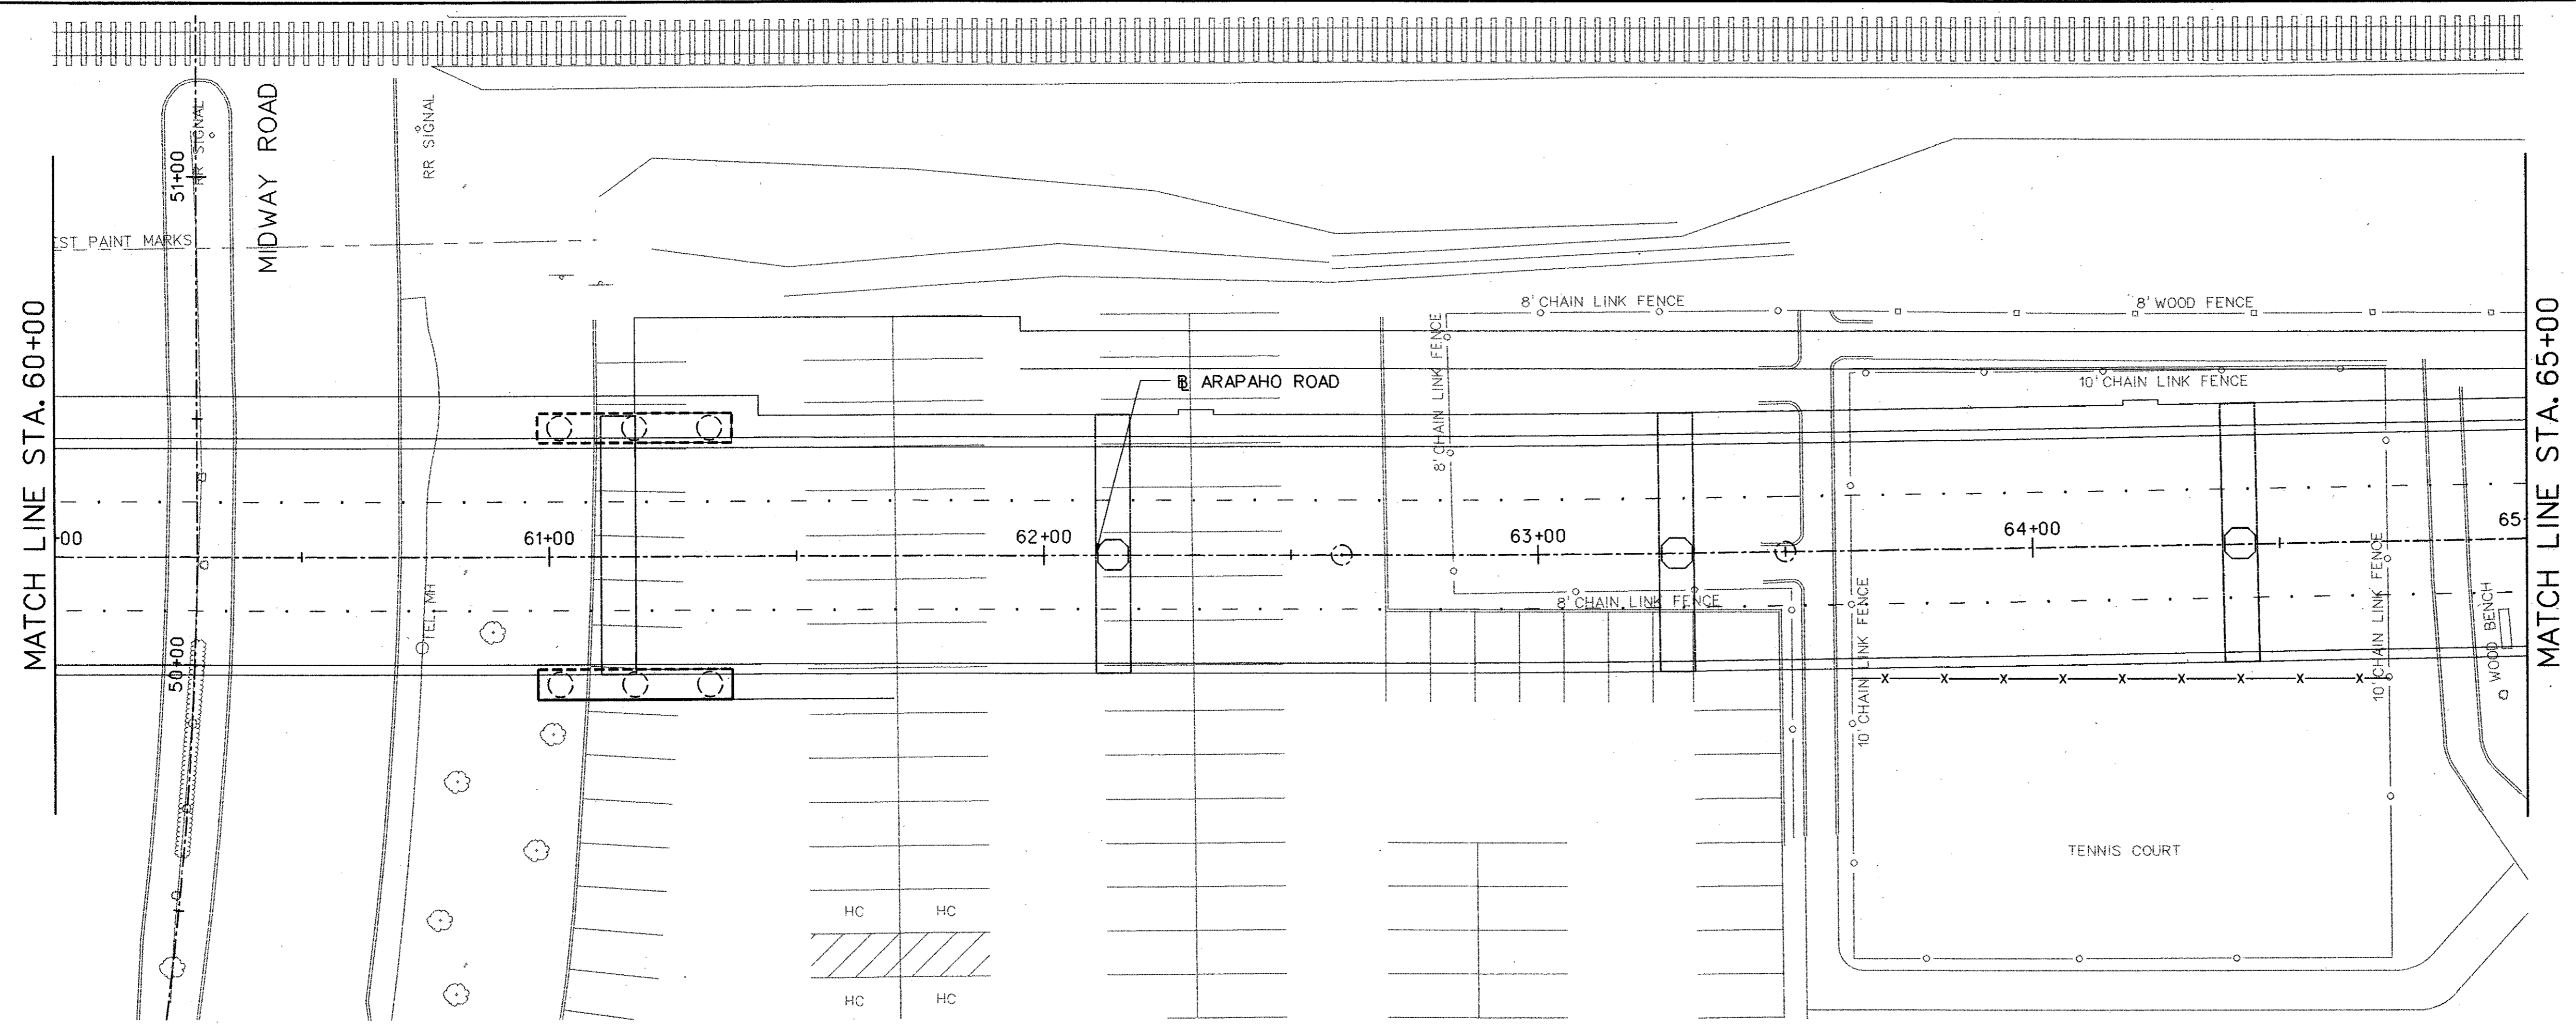 MATCH LINE STA. 60+00
51+00
RR SIGNAL
MIDWAY ROAD
RR SIGNAL
EST PAINT MARKS
8' CHAIN LINK FENCE
8' WOOD FENCE
8' CHAIN LINK FENCE
10' CHAIN LINK FENCE
ARAPAHO ROAD
+00
61+00
62+00
63+00
64+00
65+
8' CHAIN LINK FENCE
TEL MH
50+00
10' CHAIN LINK FENCE
10' CHAIN LINK FENCE
WOOD BENCH
X X X X X X X X X
TENNIS COURT
HC HC
HC HC
MATCH LINE STA. 65+00